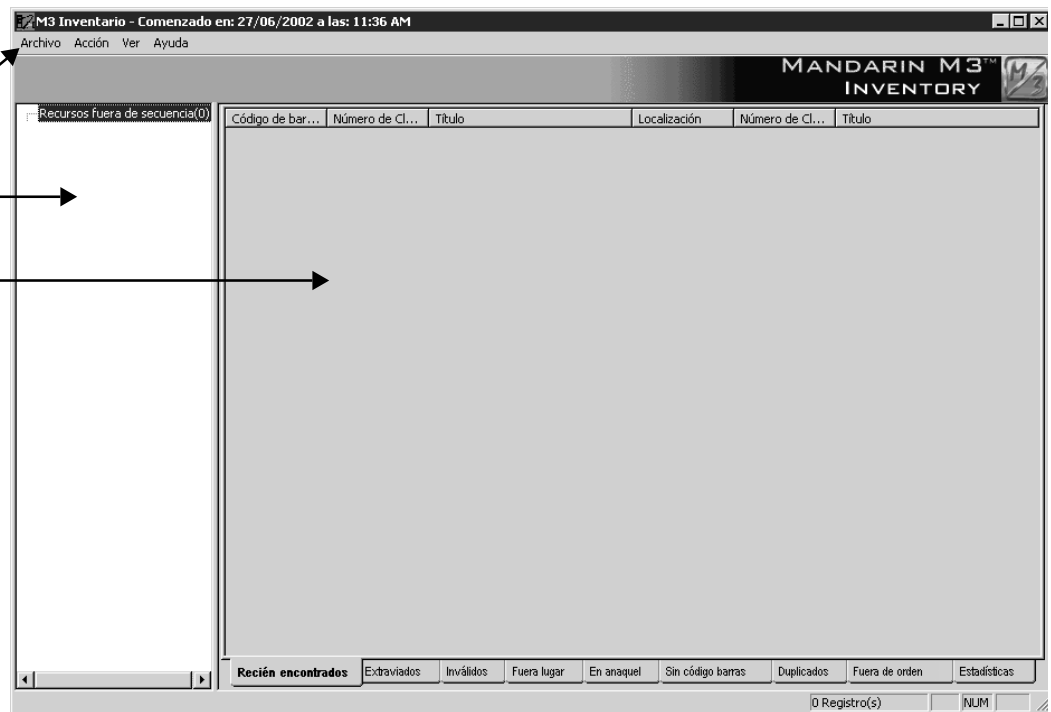 M3 Inventario - Comenzado en: 27/06/2002 a las: 11:36 AM
Archivo Acción Ver Ayuda
MANDARIN M3™
INVENTORY
M/3
Recursos fuera de secuencia(0)
Código de bar... Número de Cl... Título Localización Número de Cl... Título
Recién encontrados Extraviados Inválidos Fuera lugar En anaquel Sin código barras Duplicados Fuera de orden Estadísticas
0 Registro(s) NUM